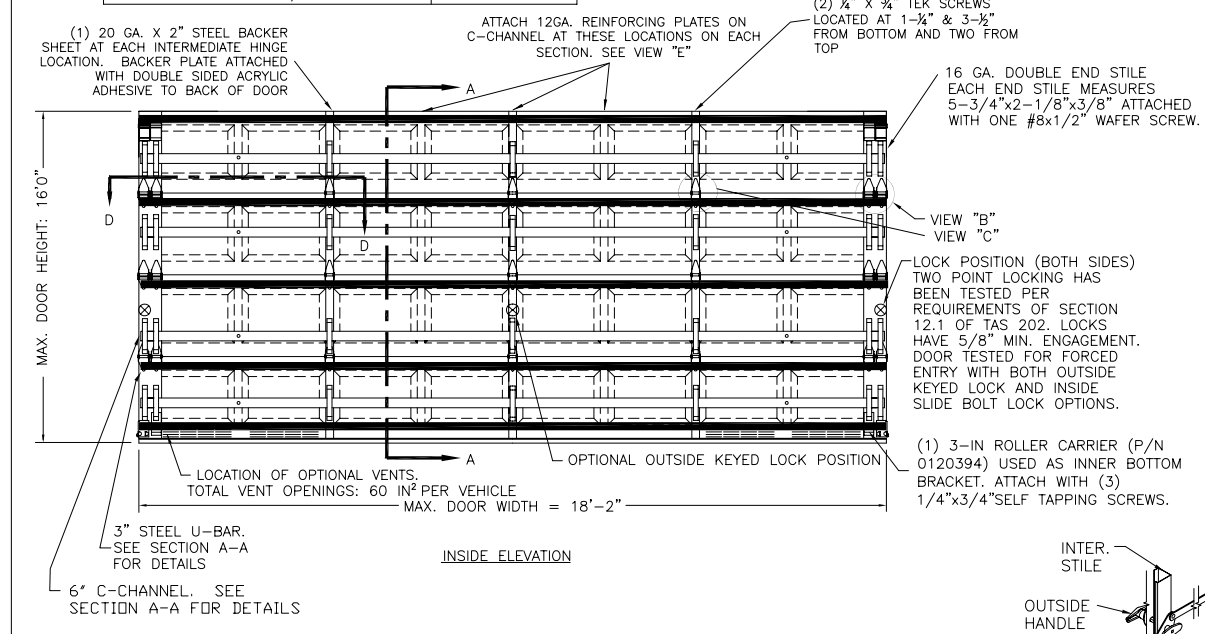 (1) 20 GA. X 2" STEEL BACKER
SHEET AT EACH INTERMEDIATE HINGE
LOCATION. BACKER PLATE ATTACHED
WITH DOUBLE SIDED ACRYLIC
ADHESIVE TO BACK OF DOOR
ATTACH 12GA. REINFORCING PLATES ON
C-CHANNEL AT THESE LOCATIONS ON EACH
SECTION. SEE VIEW "E"
(2) ¼" X ¾" TEK SCREWS
LOCATED AT 1-¼" & 3-½"
FROM BOTTOM AND TWO FROM
TOP
16 GA. DOUBLE END STILE
EACH END STILE MEASURES
5-3/4"x2-1/8"x3/8" ATTACHED
WITH ONE #8x1/2" WAFER SCREW.
A
D
D
MAX. DOOR HEIGHT: 16'0"
VIEW "B"
VIEW "C"
LOCK POSITION (BOTH SIDES)
TWO POINT LOCKING HAS
BEEN TESTED PER
REQUIREMENTS OF SECTION
12.1 OF TAS 202. LOCKS
HAVE 5/8" MIN. ENGAGEMENT.
DOOR TESTED FOR FORCED
ENTRY WITH BOTH OUTSIDE
KEYED LOCK AND INSIDE
SLIDE BOLT LOCK OPTIONS.
A
OPTIONAL OUTSIDE KEYED LOCK POSITION
LOCATION OF OPTIONAL VENTS.
TOTAL VENT OPENINGS: 60 IN² PER VEHICLE
MAX. DOOR WIDTH = 18'-2"
(1) 3-IN ROLLER CARRIER (P/N
0120394) USED AS INNER BOTTOM
BRACKET. ATTACH WITH (3)
1/4"x3/4"SELF TAPPING SCREWS.
3" STEEL U-BAR.
SEE SECTION A-A
FOR DETAILS
INSIDE ELEVATION
6" C-CHANNEL. SEE
SECTION A-A FOR DETAILS
INTER.
STILE
OUTSIDE
HANDLE